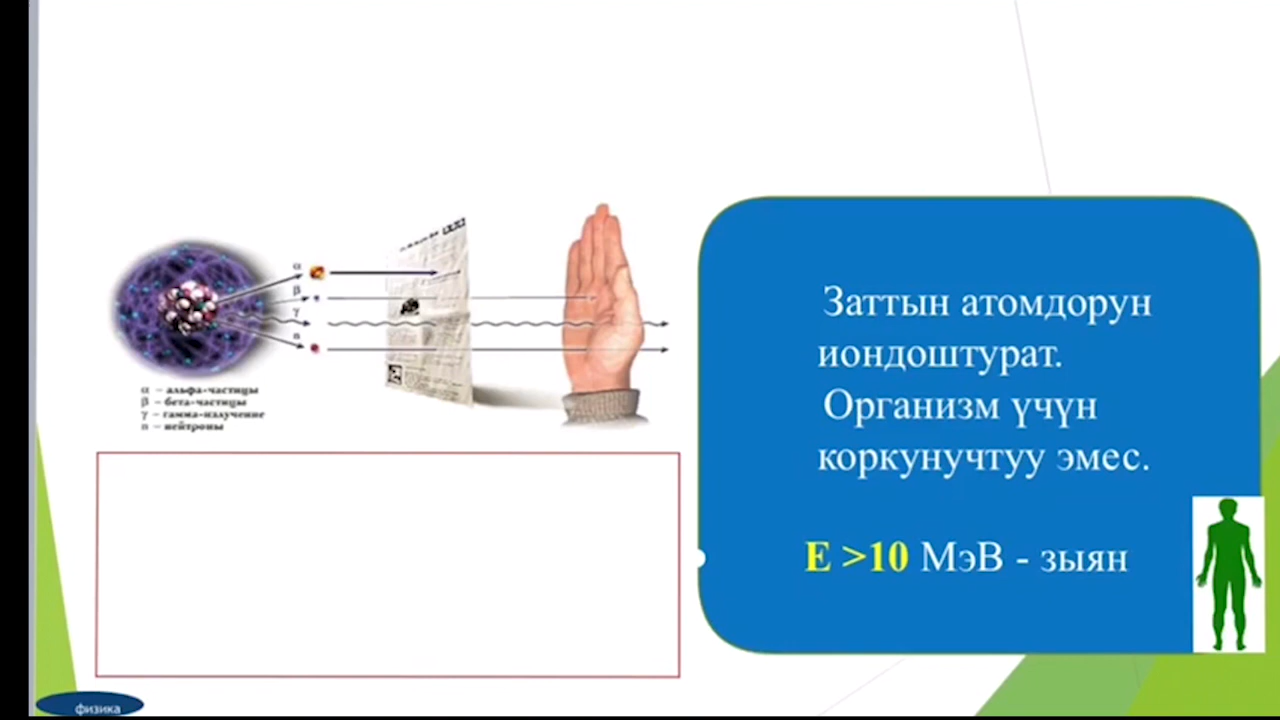 α
β
γ
n
α – альфа-частицы
β – бета-частицы
γ – гамма-излучение
n – нейтроны
Заттын атомдорун
иондоштурат.
Организм үчүн
коркунучтуу эмес.
E >10 МэВ - зыян
физика